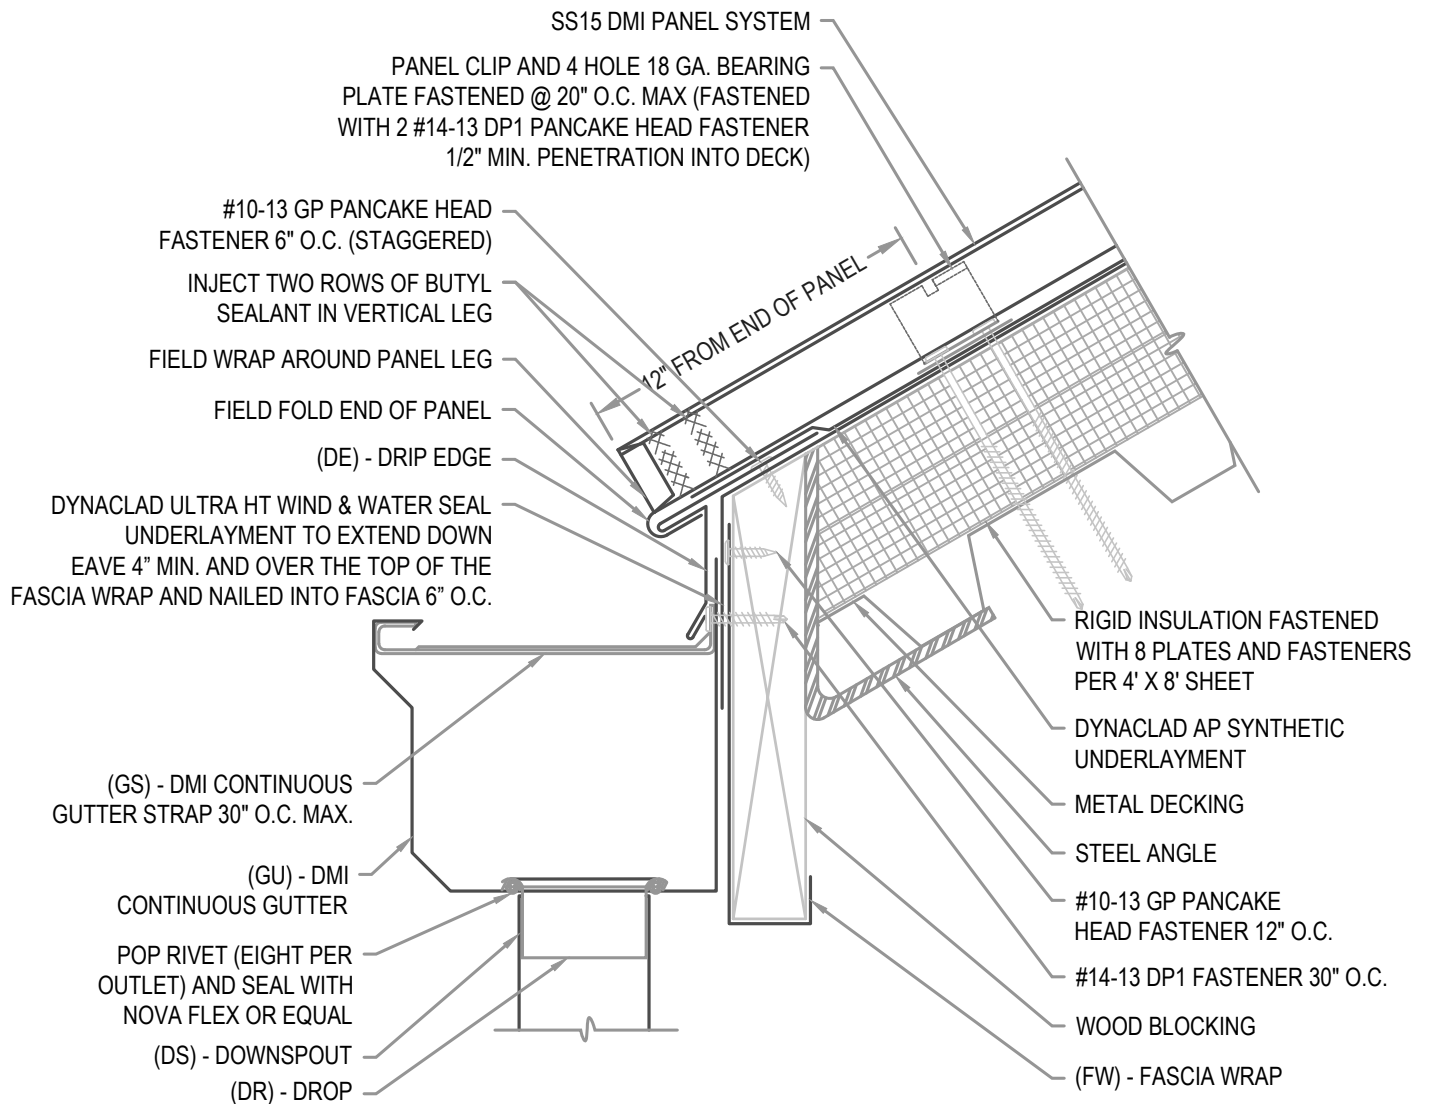 SS15 DMI PANEL SYSTEM
PANEL CLIP AND 4 HOLE 18 GA. BEARING
PLATE FASTENED @ 20" O.C. MAX (FASTENED
WITH 2 #14-13 DP1 PANCAKE HEAD FASTENER
1/2" MIN. PENETRATION INTO DECK)
#10-13 GP PANCAKE HEAD
FASTENER 6" O.C. (STAGGERED)
INJECT TWO ROWS OF BUTYL
SEALANT IN VERTICAL LEG
FIELD WRAP AROUND PANEL LEG
FIELD FOLD END OF PANEL
(DE) - DRIP EDGE
DYNACLAD ULTRA HT WIND & WATER SEAL
UNDERLAYMENT TO EXTEND DOWN
EAVE 4” MIN. AND OVER THE TOP OF THE
FASCIA WRAP AND NAILED INTO FASCIA 6” O.C.
(GS) - DMI CONTINUOUS
GUTTER STRAP 30" O.C. MAX.
(GU) - DMI
CONTINUOUS GUTTER
POP RIVET (EIGHT PER
OUTLET) AND SEAL WITH
NOVA FLEX OR EQUAL
(DS) - DOWNSPOUT
(DR) - DROP
12" FROM END OF PANEL
RIGID INSULATION FASTENED
WITH 8 PLATES AND FASTENERS
PER 4' X 8' SHEET
DYNACLAD AP SYNTHETIC
UNDERLAYMENT
METAL DECKING
STEEL ANGLE
#10-13 GP PANCAKE
HEAD FASTENER 12" O.C.
#14-13 DP1 FASTENER 30" O.C.
WOOD BLOCKING
(FW) - FASCIA WRAP